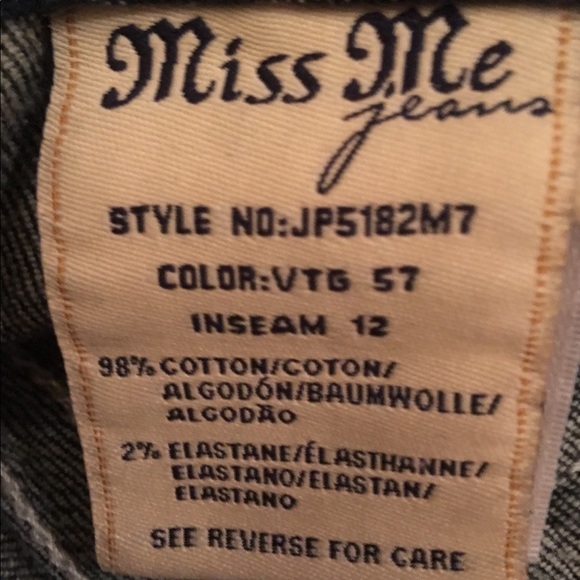 Miss Me
jeans
STYLE NO:JP5182M7
COLOR:VTG 57
INSEAM 12
98% COTTON/COTON/
ALGODÓN/BAUMWOLLE/
ALGODÃO
2% ELASTANE/ÉLASTHANNE/
ELASTANO/ELASTAN/
ELASTANO
SEE REVERSE FOR CARE